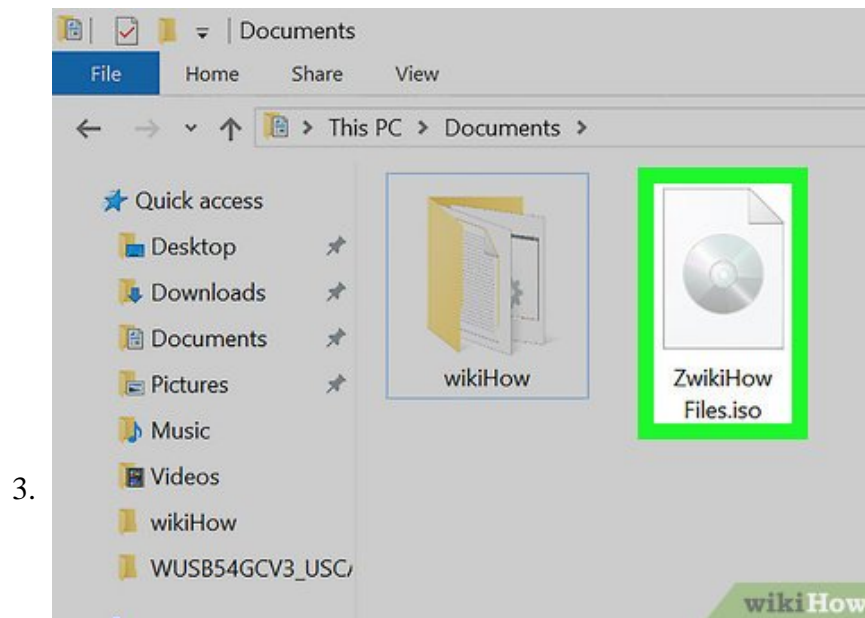 Documents
File Home Share View
This PC > Documents >
Quick access
Desktop
Downloads
Documents
Pictures
Music
Videos
wikiHow
WUSB54GCV3_USC
wikiHow
ZwikiHow
Files.iso
3.
wikiHow